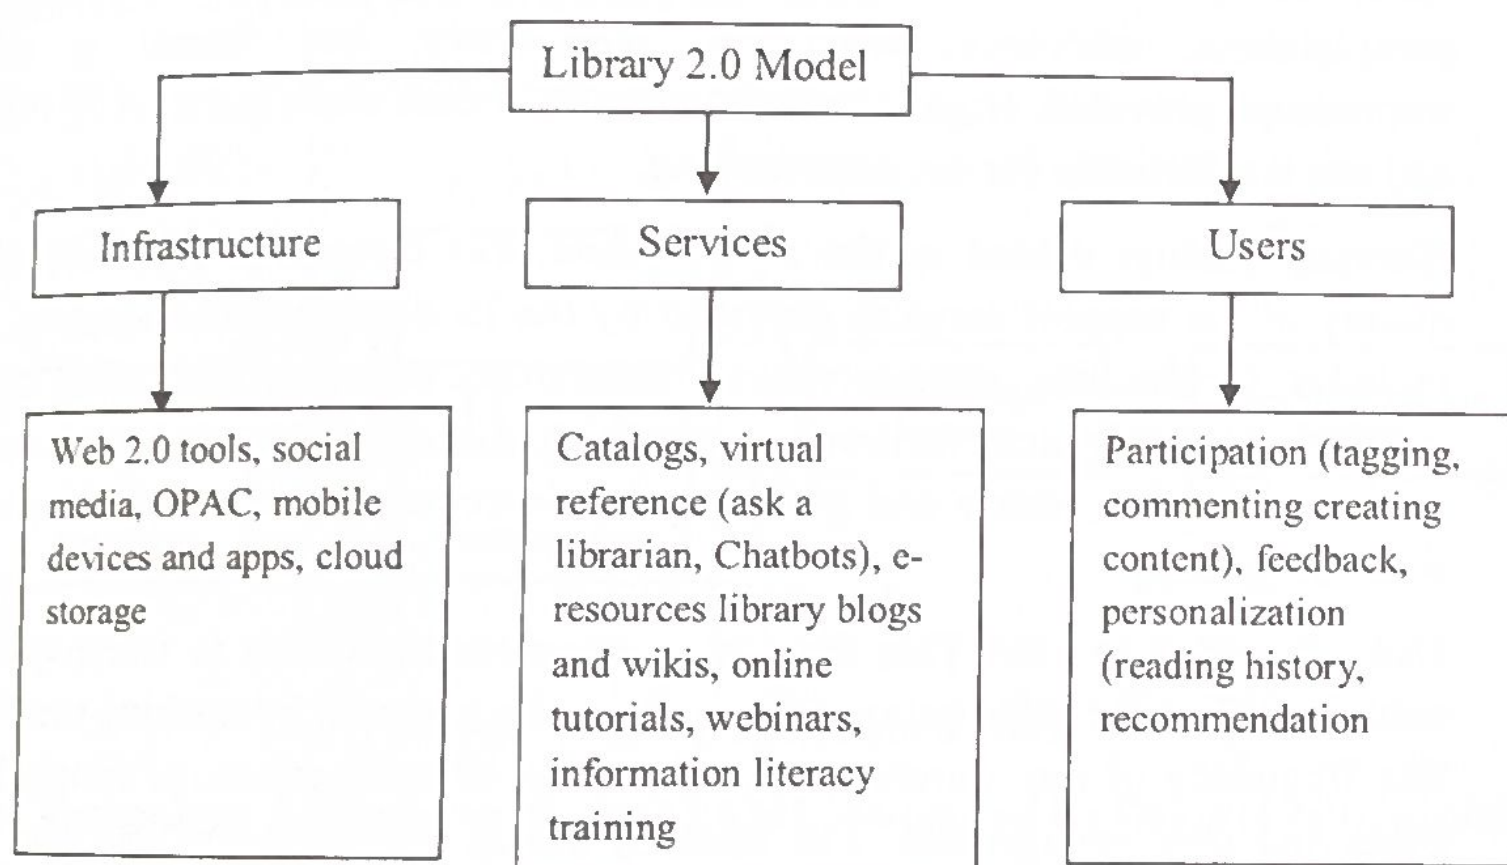 Library 2.0 Model
Infrastructure
Services
Users
Web 2.0 tools, social
media, OPAC, mobile
devices and apps, cloud
storage
Catalogs, virtual
reference (ask a
librarian, Chatbots), e-
resources library blogs
and wikis, online
tutorials, webinars,
information literacy
training
Participation (tagging,
commenting creating
content), feedback,
personalization
(reading history,
recommendation